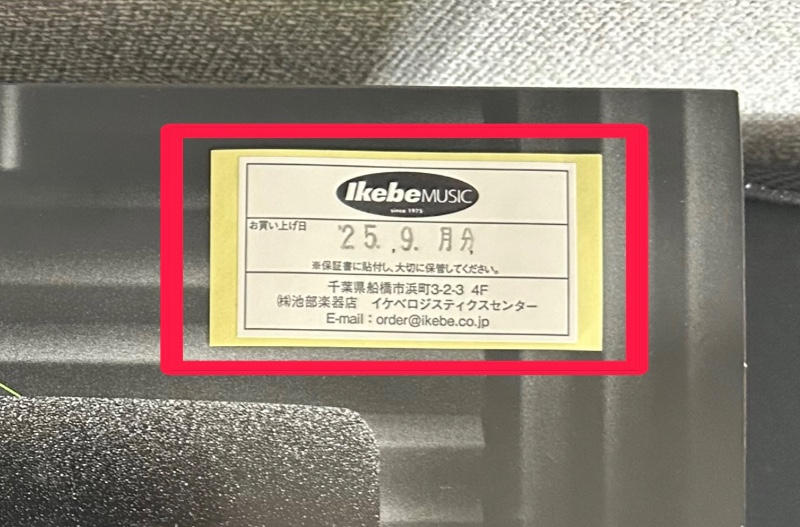 IkebeMUSIC
since 1975
お買い上げ日
'25.,9. 月分
※保証書に貼付し、大切に保管してください。
千葉県船橋市浜町3-2-3 4F
㈱池部楽器店 イケベロジスティクスセンター
E-mail：order@ikebe.co.jp